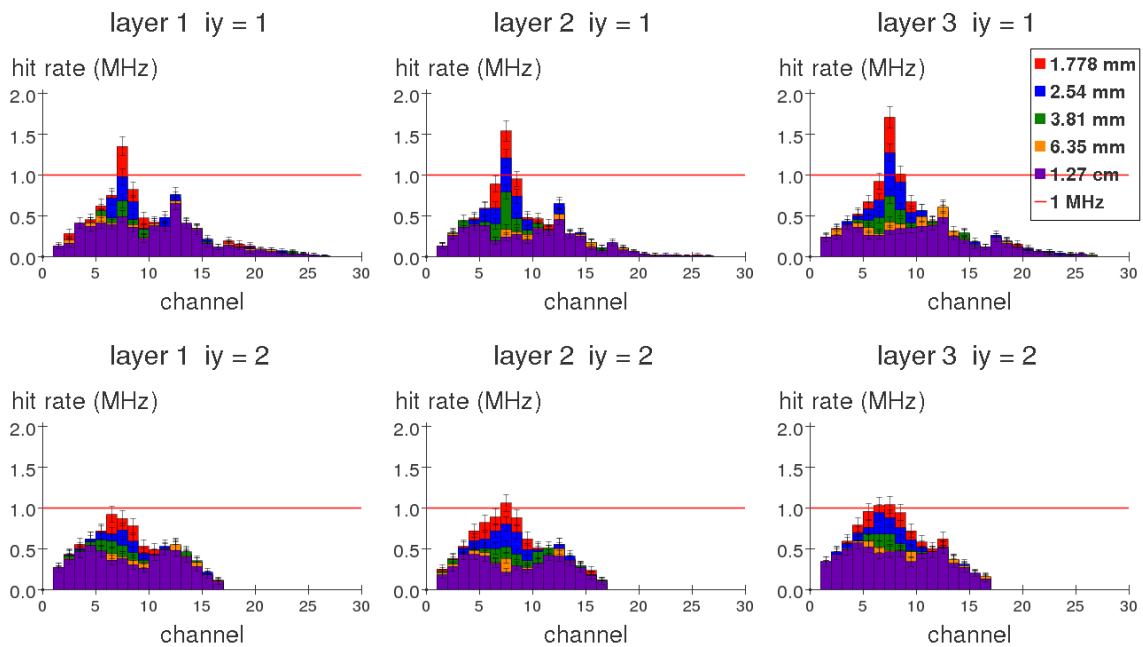 layer 1 iy = 1
layer 2 iy = 1
layer 3 iy = 1
hit rate (MHz)
hit rate (MHz)
hit rate (MHz)
1.778 mm
2.54 mm
3.81 mm
6.35 mm
1.27 cm
1 MHz
2.0
1.5
1.0
0.5
0.0
0 5 10 15 20 25 30
channel
2.0
1.5
1.0
0.5
0.0
0 5 10 15 20 25 30
channel
2.0
1.5
1.0
0.5
0.0
0 5 10 15 20 25 30
channel
layer 1 iy = 2
layer 2 iy = 2
layer 3 iy = 2
hit rate (MHz)
hit rate (MHz)
hit rate (MHz)
2.0
1.5
1.0
0.5
0.0
0 5 10 15 20 25 30
channel
2.0
1.5
1.0
0.5
0.0
0 5 10 15 20 25 30
channel
2.0
1.5
1.0
0.5
0.0
0 5 10 15 20 25 30
channel